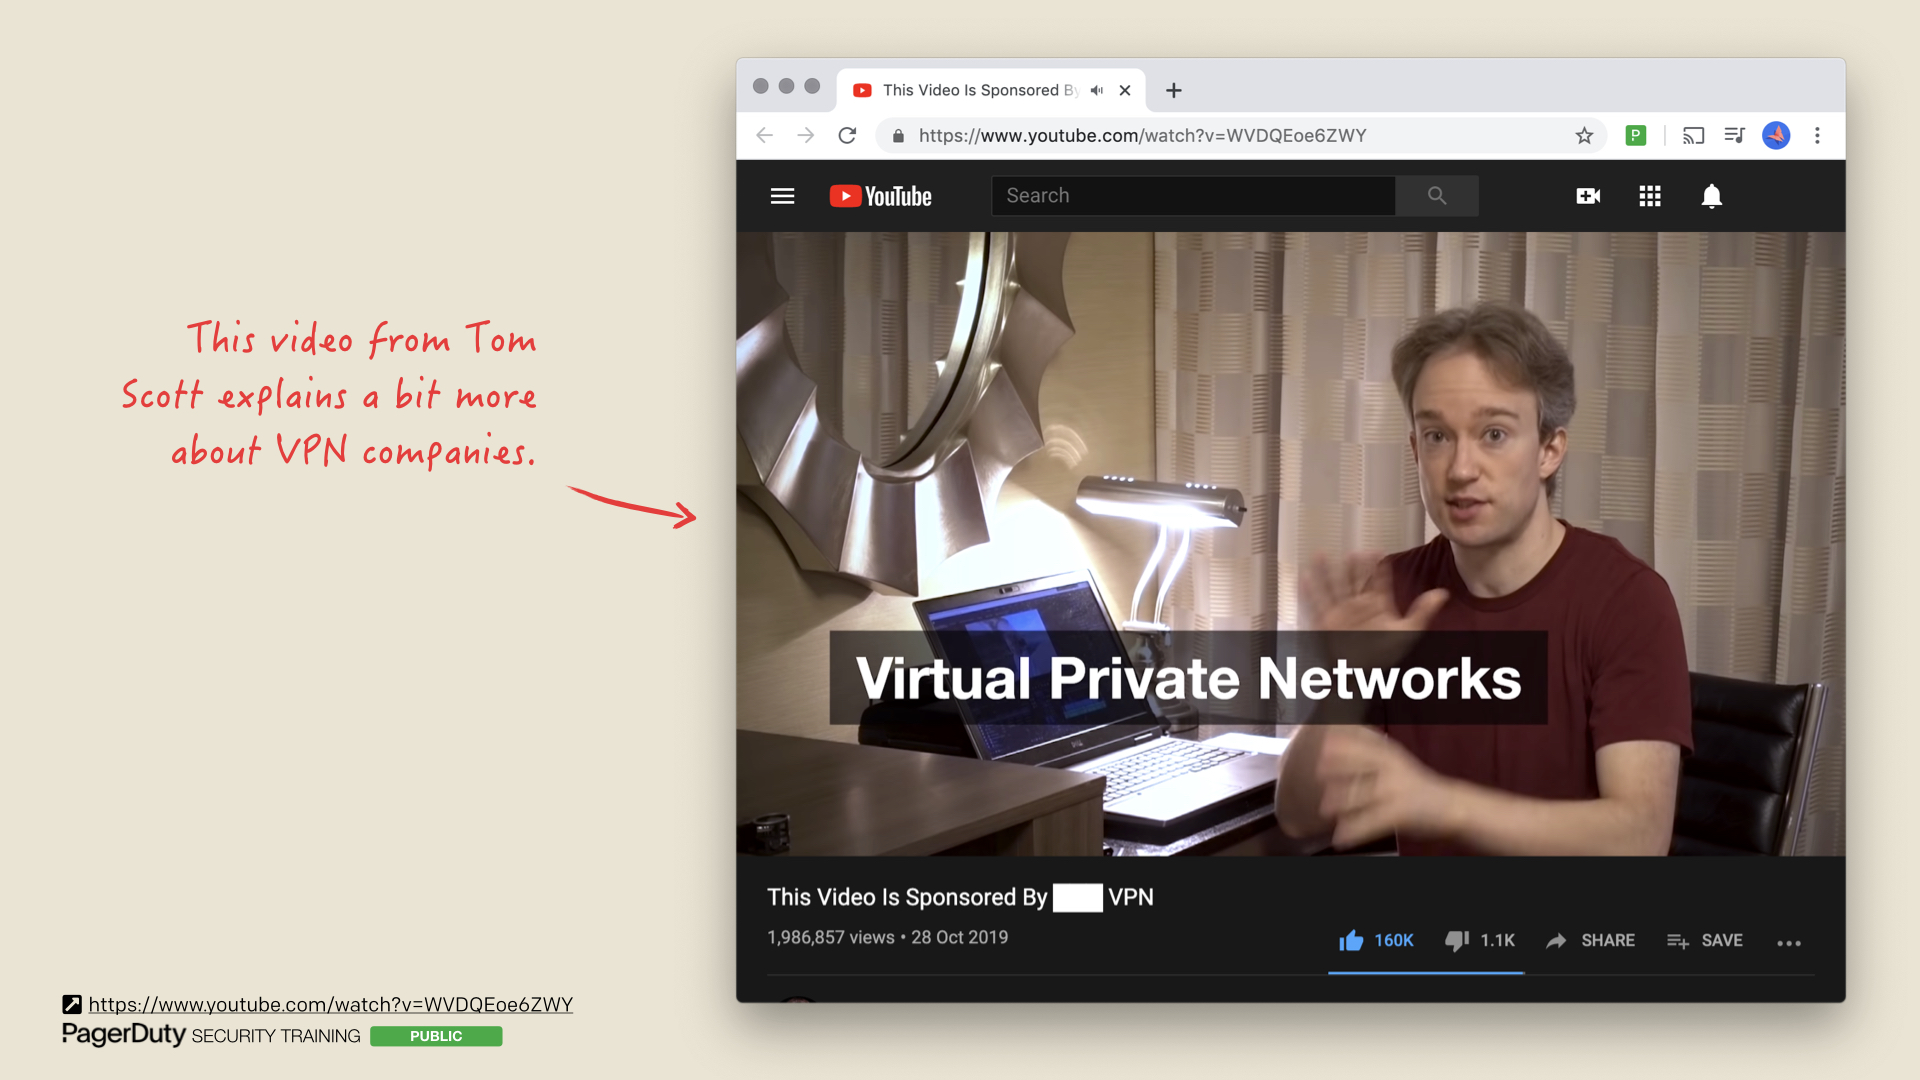 This video from Tom
Scott explains a bit more
about VPN companies.
This Video Is Sponsored By
https://www.youtube.com/watch?v=WVDQEoe6ZWY
P
YouTube
Search
Virtual Private Networks
This Video Is Sponsored By VPN
1,986,857 views • 28 Oct 2019
160K
1.1K
SHARE
SAVE
https://www.youtube.com/watch?v=WVDQEoe6ZWY
PagerDuty SECURITY TRAINING PUBLIC